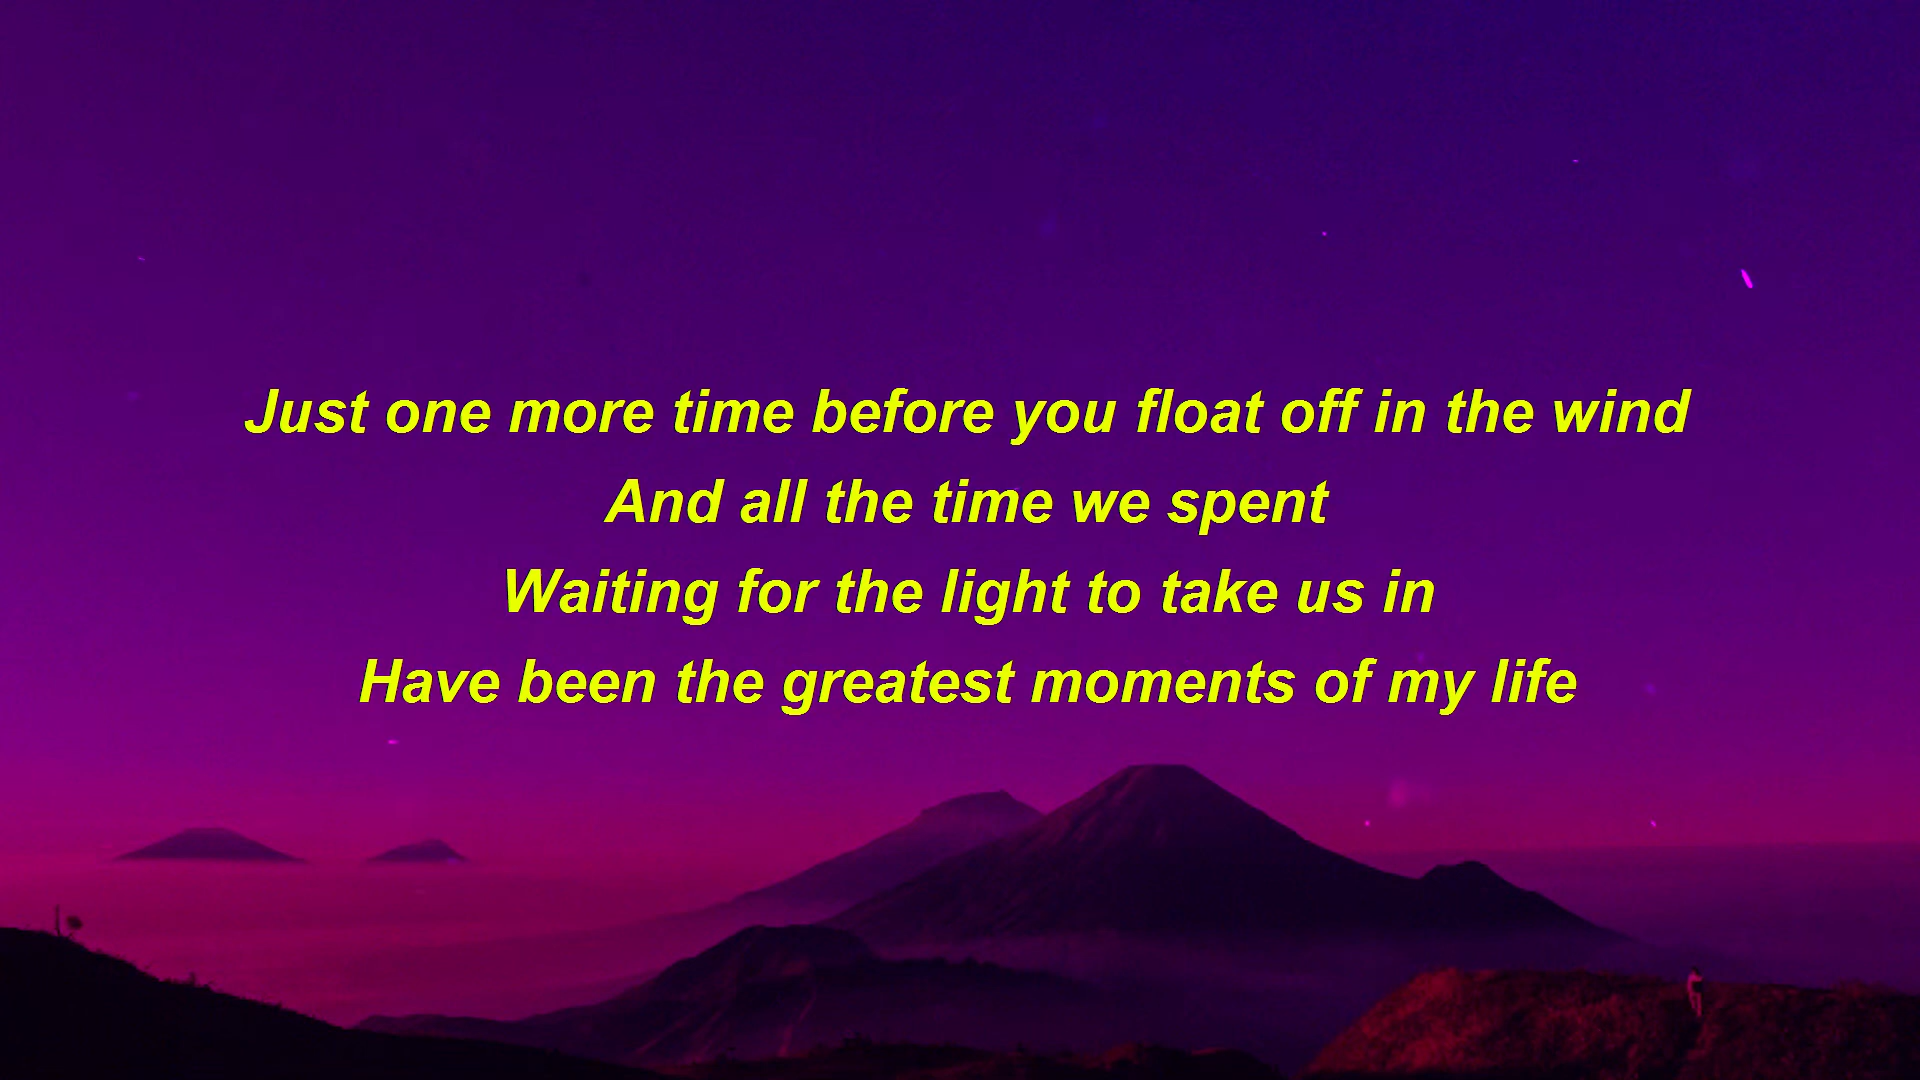 Just one more time before you float off in the wind
And all the time we spent
Waiting for the light to take us in
Have been the greatest moments of my life